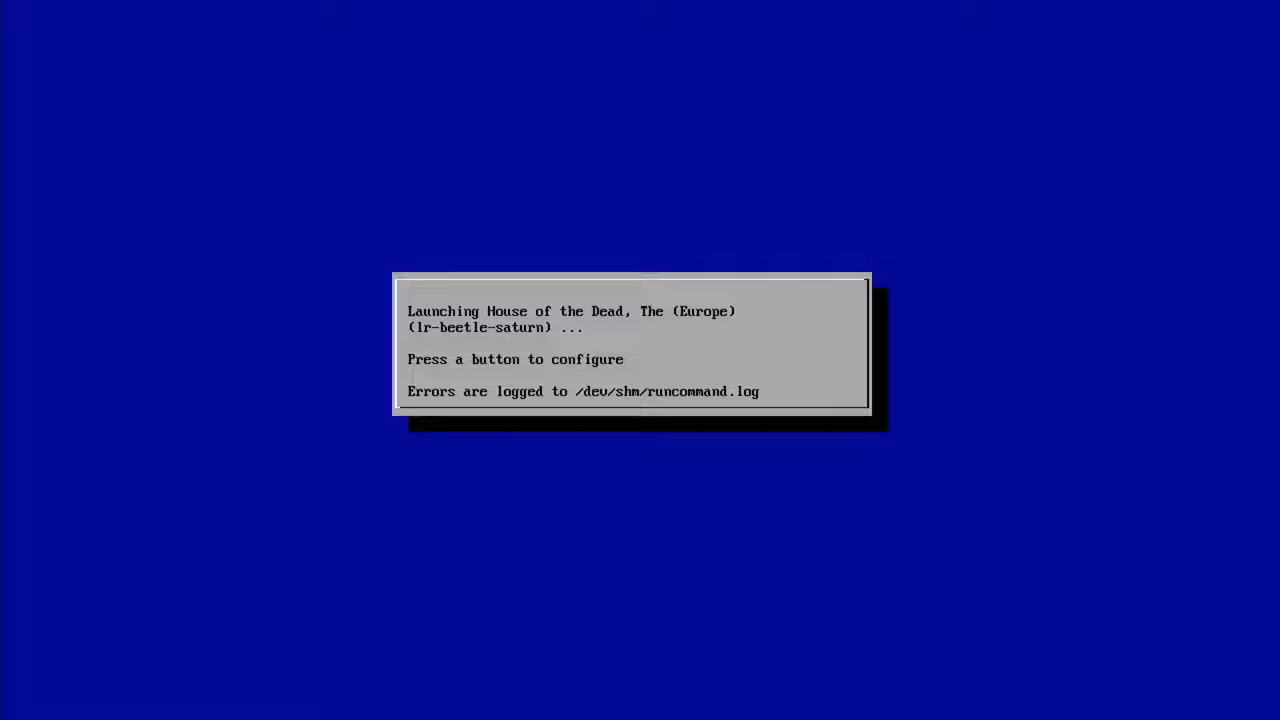 Launching House of the Dead, The (Europe)
(lr-beetle-saturn) ...
Press a button to configure
Errors are logged to /dev/shm/runcommand.log